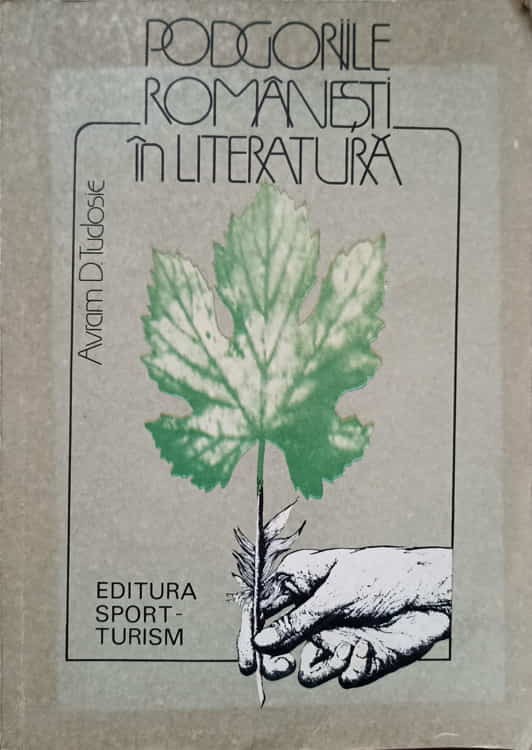 PODGORIILE
ROMÂNEȘTI
în LITERATURĂ
Avram D. Tudosie
EDITURA
SPORT-
TURISM